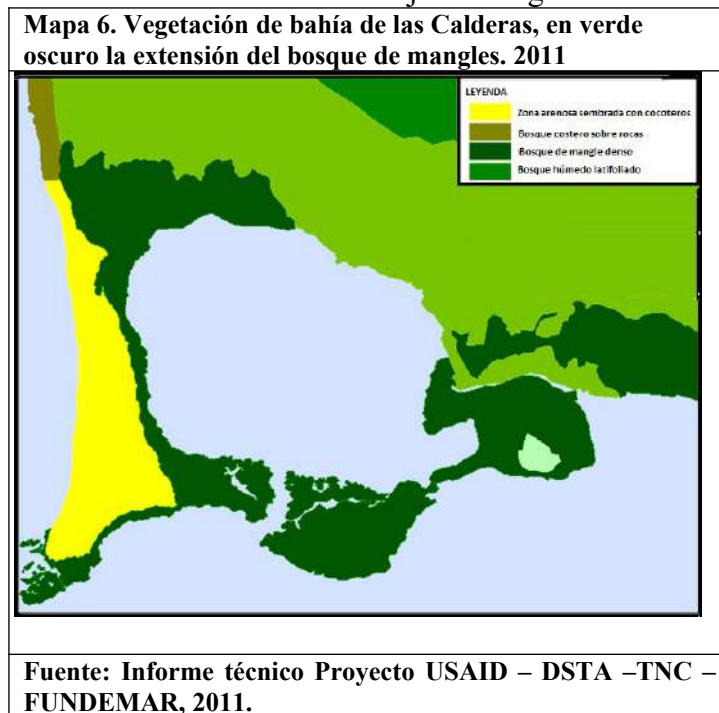 Mapa 6. Vegetación de bahía de las Calderas, en verde
oscuro la extensión del bosque de mangles. 2011
LEYENDA
Zona arenosa sembrada con cocoteros
Bosque costero sobre rocas
Bosque de mangle denso
Bosque húmedo latifoliado
Fuente: Informe técnico Proyecto USAID – DSTA –TNC –
FUNDEMAR, 2011.